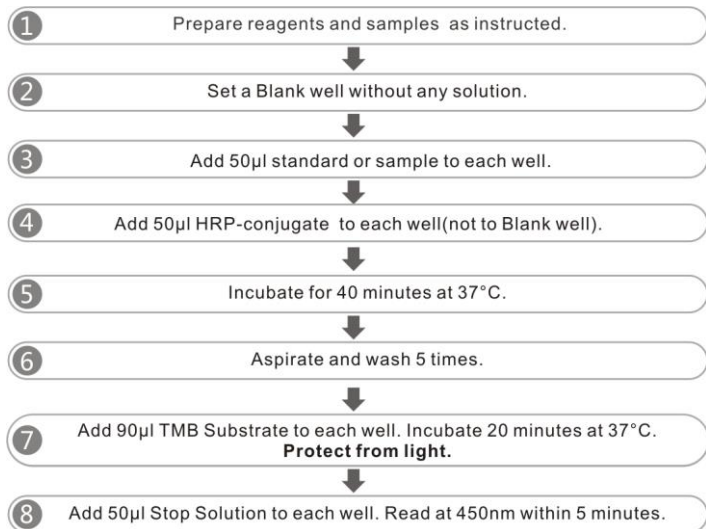 1 Prepare reagents and samples as instructed.
2 Set a Blank well without any solution.
3 Add 50μl standard or sample to each well.
4 Add 50μl HRP-conjugate to each well(not to Blank well).
5 Incubate for 40 minutes at 37°C.
6 Aspirate and wash 5 times.
7 Add 90μl TMB Substrate to each well. Incubate 20 minutes at 37°C.
Protect from light.
8 Add 50μl Stop Solution to each well. Read at 450nm within 5 minutes.